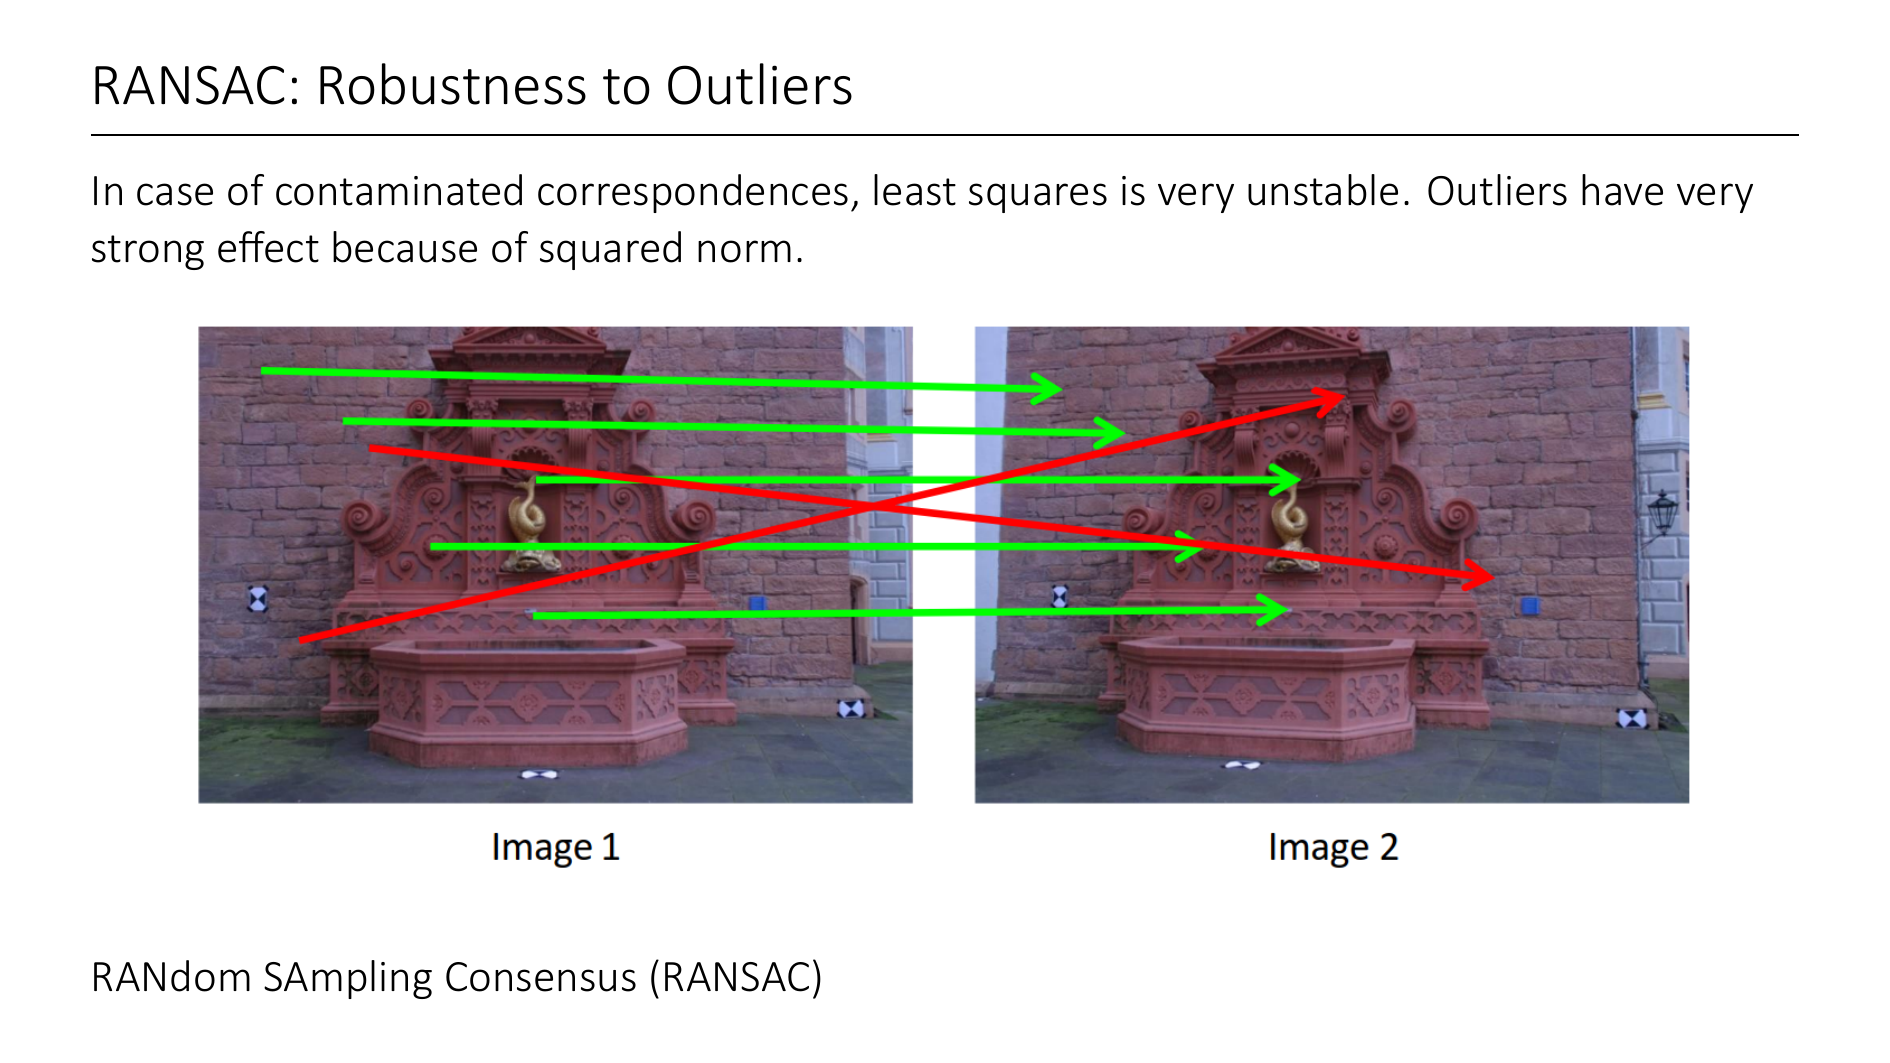 RANSAC: Robustness to Outliers
In case of contaminated correspondences, least squares is very unstable. Outliers have very
strong effect because of squared norm.
Image 1
Image 2
RANdom SAmpling Consensus (RANSAC)